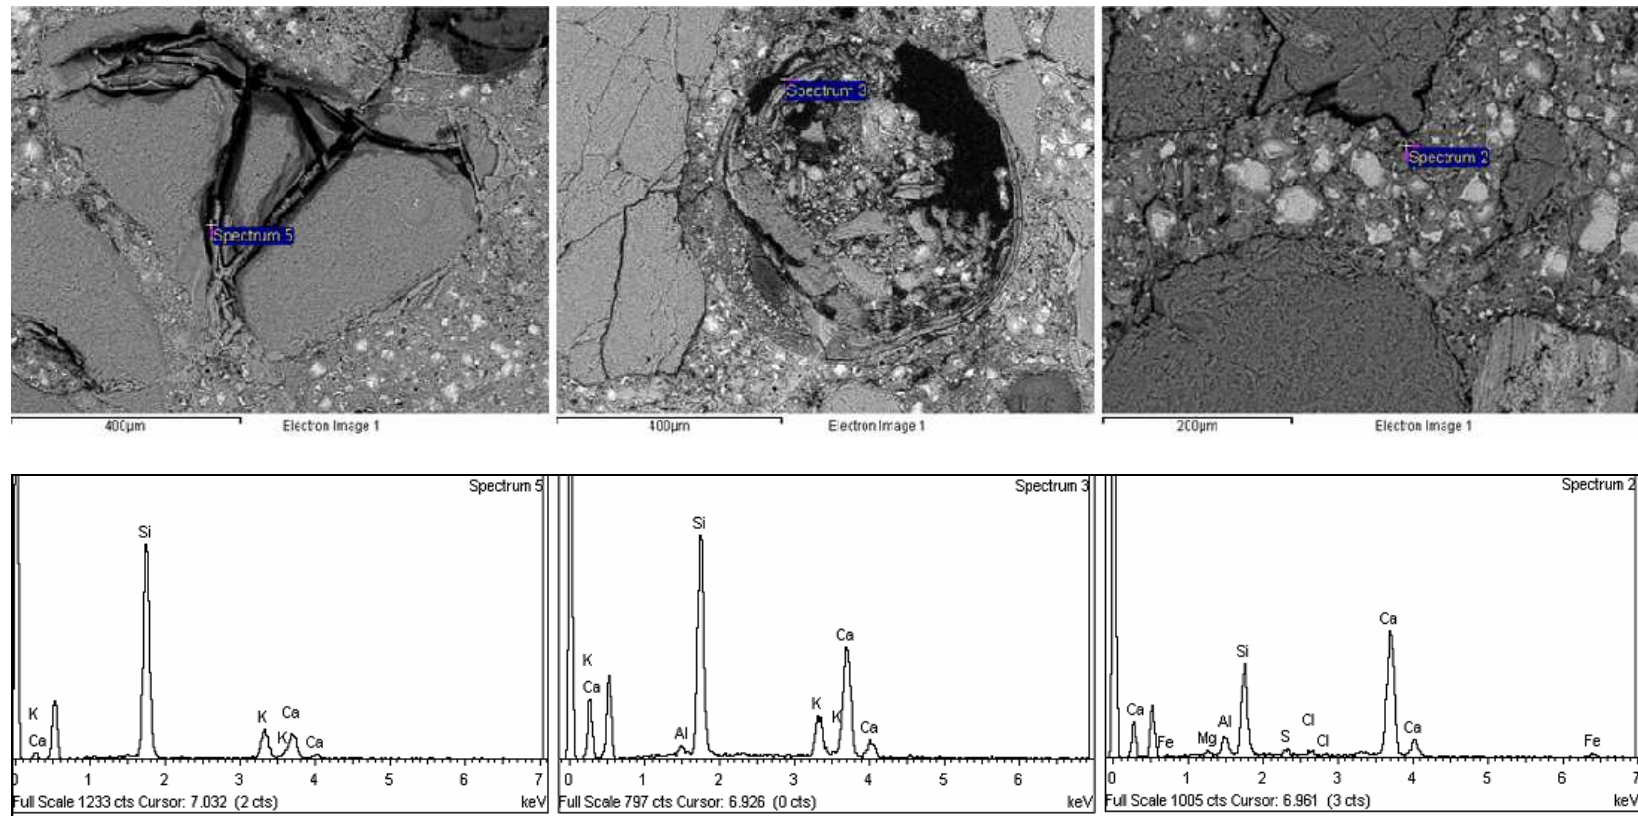 Spectrum 5
400µm
Electron Image 1
Spectrum 3
400µm
Electron Image 1
Spectrum 2
200µm
Electron Image 1
Spectrum 5
Si
K
Ca
K
K
Ca
Ca
0 1 2 3 4 5 6 7
Full Scale 1233 cts Cursor: 7.032 (2 cts)
keV
Spectrum 3
Si
K
Ca
Al
K
K
Ca
Ca
0 1 2 3 4 5 6
Full Scale 797 cts Cursor: 6.926 (0 cts)
keV
Spectrum 2
Ca
Fe
Mg
Al
Si
S
Cl
Cl
Ca
Ca
Fe
0 1 2 3 4 5 6 7
Full Scale 1005 cts Cursor: 6.961 (3 cts)
keV